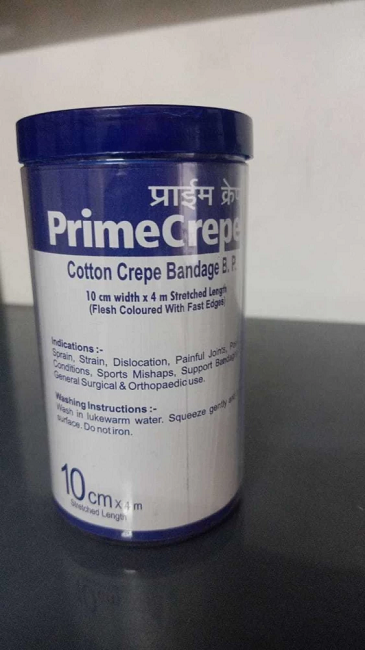 प्राईम क्रे
PrimeCrepe
Cotton Crepe Bandage B. P.
10 cm width x 4 m Stretched Length
(Flesh Coloured With Fast Edges)
Indications :-
Sprain, Strain, Dislocation, Painful Joints,
Conditions, Sports Mishaps, Support Bandage
General Surgical & Orthopaedic use.
Washing Instructions :-
Wash in lukewarm water. Squeeze gently and
surface. Do not iron.
10 cm x 4 m
Stretched Length